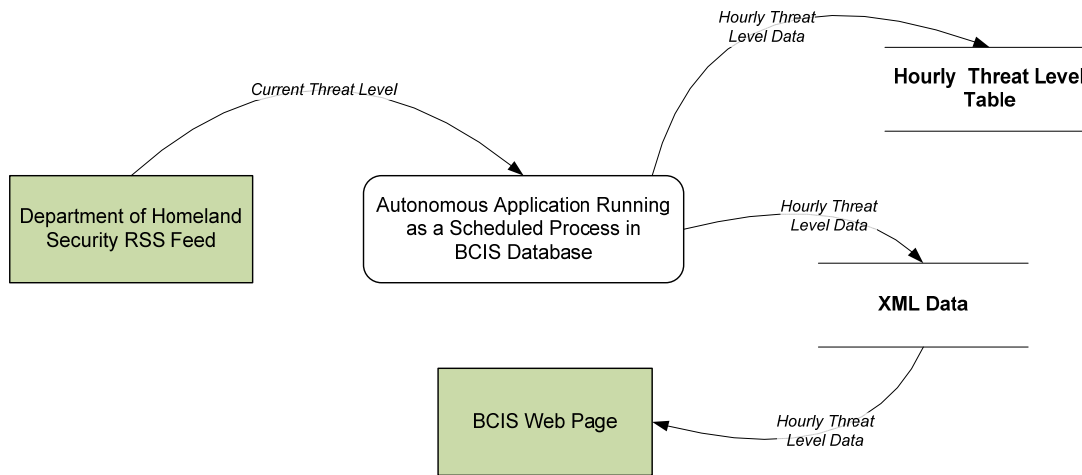 Hourly Threat
Level Data
Hourly Threat Level
Table
Current Threat Level
Department of Homeland
Security RSS Feed
Autonomous Application Running
as a Scheduled Process in
BCIS Database
Hourly Threat
Level Data
XML Data
BCIS Web Page
Hourly Threat
Level Data